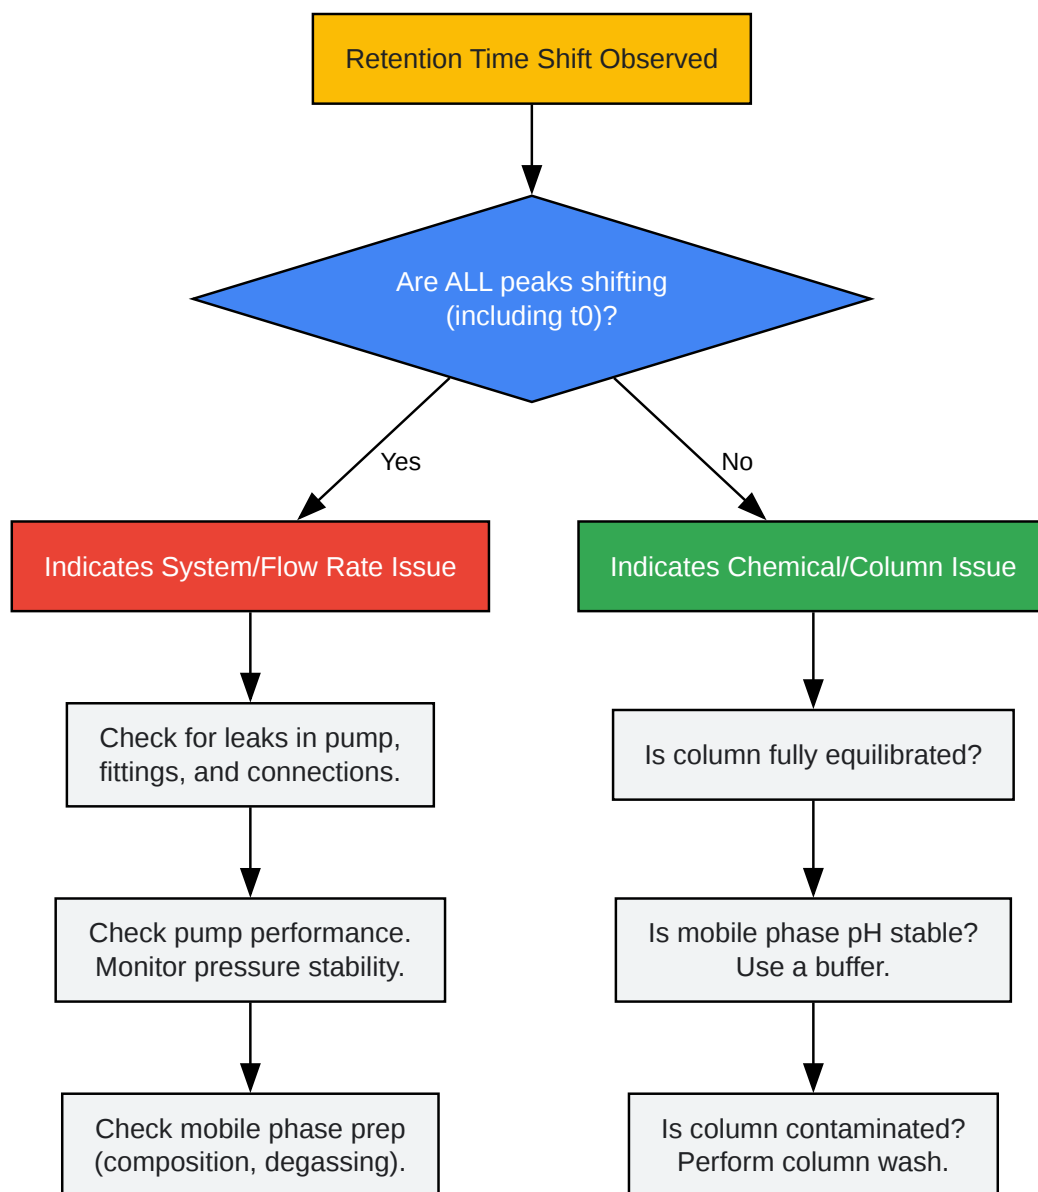 Retention Time Shift Observed
Are ALL peaks shifting
(including t0)?
Yes
No
Indicates System/Flow Rate Issue
Indicates Chemical/Column Issue
Check for leaks in pump,
fittings, and connections.
Is column fully equilibrated?
Check pump performance.
Monitor pressure stability.
Is mobile phase pH stable?
Use a buffer.
Check mobile phase prep
(composition, degassing).
Is column contaminated?
Perform column wash.